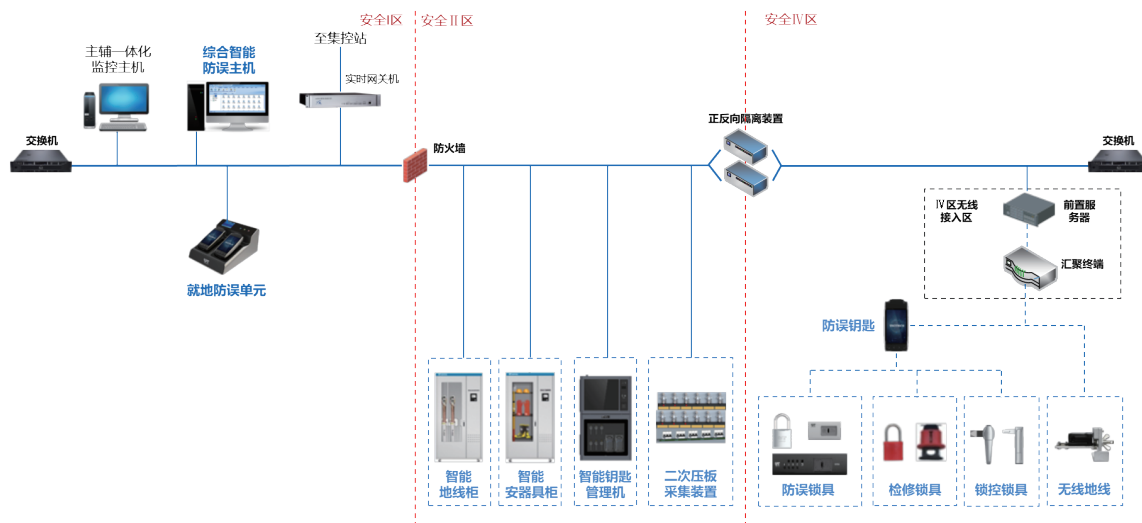 安全Ⅰ区
安全Ⅱ区
安全Ⅳ区
主辅一体化
监控主机
综合智能
防误主机
至集控站
实时网关机
交换机
防火墙
正反向隔离装置
交换机
就地防误单元
Ⅳ区无线
接入区
前置服
务器
汇聚终端
防误钥匙
智能
地线柜
智能
安器具柜
智能钥匙
管理机
二次压板
采集装置
防误锁具
检修锁具
锁控锁具
无线地线